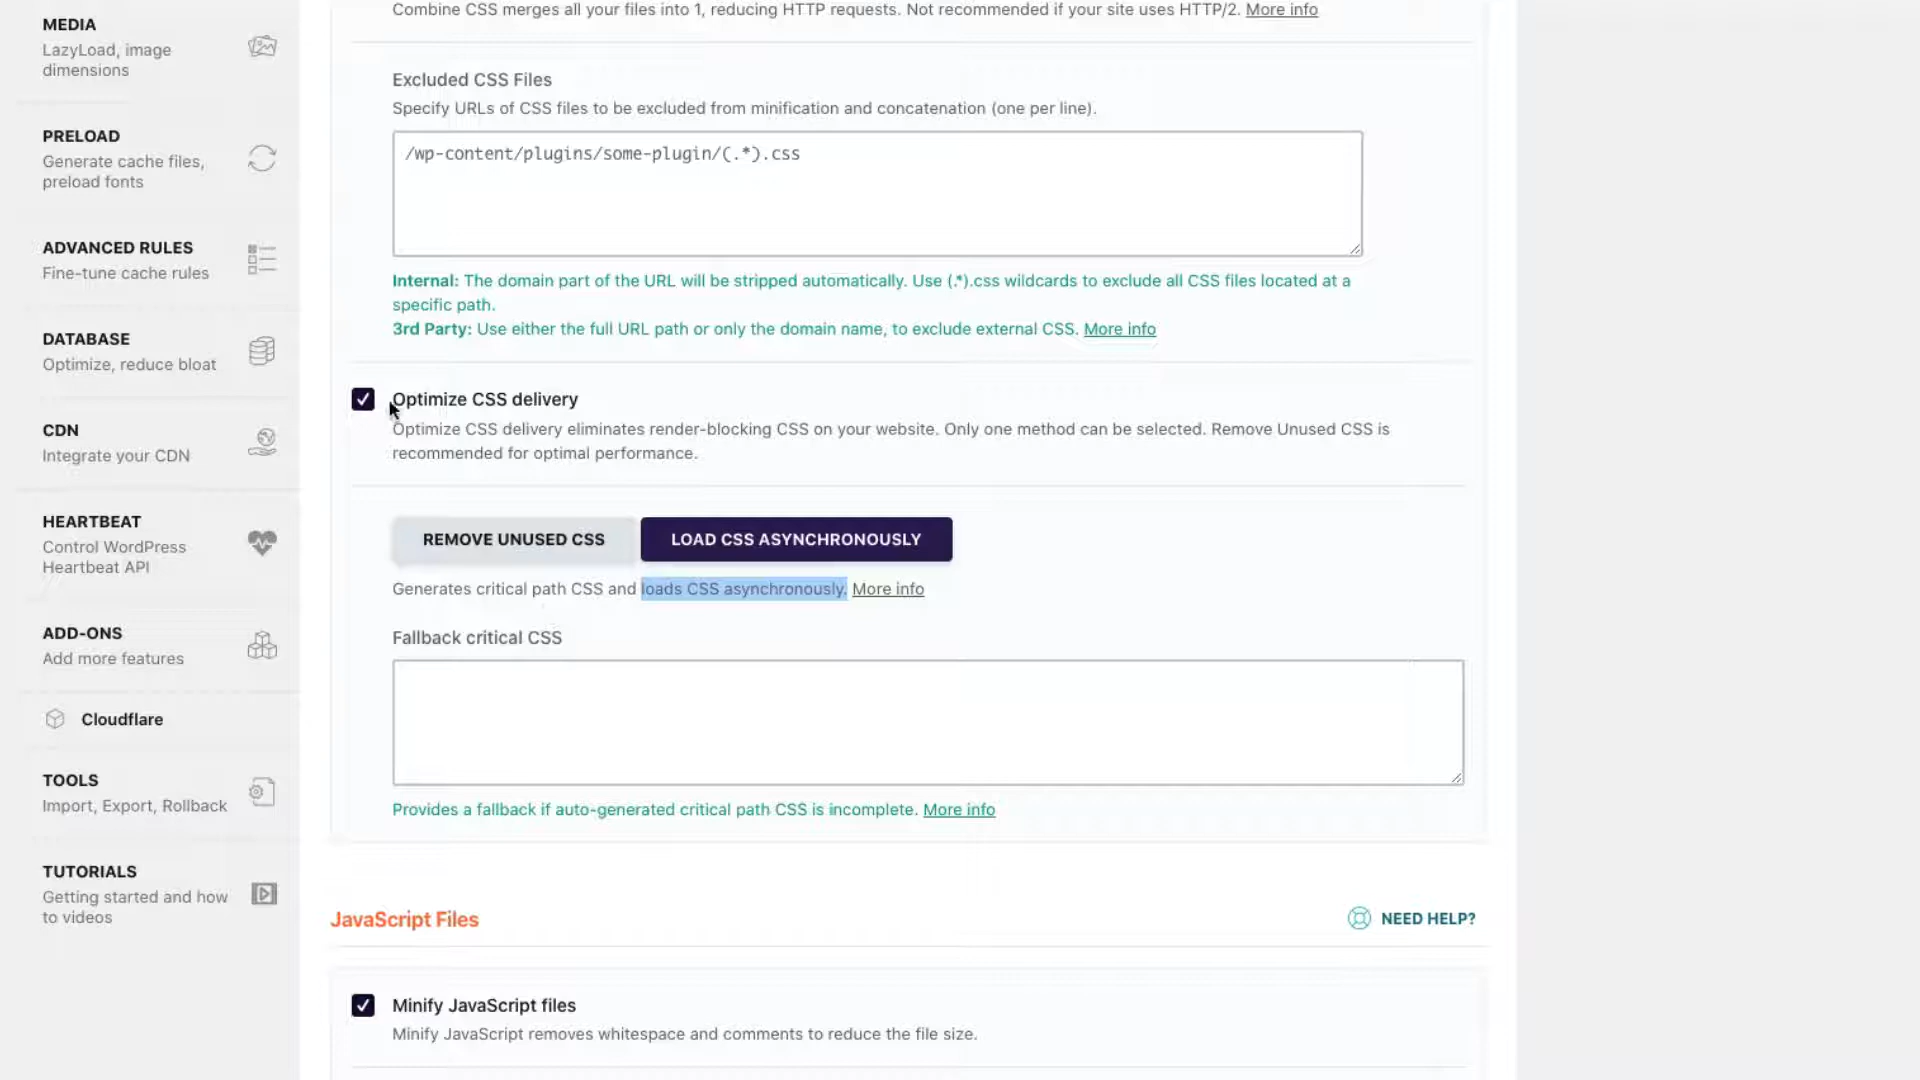 MEDIA
LazyLoad, image
dimensions
PRELOAD
Generate cache files,
preload fonts
ADVANCED RULES
Fine-tune cache rules
DATABASE
Optimize, reduce bloat
CDN
Integrate your CDN
HEARTBEAT
Control WordPress
Heartbeat API
ADD-ONS
Add more features
Cloudflare
TOOLS
Import, Export, Rollback
TUTORIALS
Getting started and how
to videos
Combine CSS merges all your files into 1, reducing HTTP requests. Not recommended if your site uses HTTP/2. More info
Excluded CSS Files
Specify URLs of CSS files to be excluded from minification and concatenation (one per line).
/wp-content/plugins/some-plugin/(.*).css
Internal: The domain part of the URL will be stripped automatically. Use (.*).css wildcards to exclude all CSS files located at a
specific path.
3rd Party: Use either the full URL path or only the domain name, to exclude external CSS. More info
Optimize CSS delivery
Optimize CSS delivery eliminates render-blocking CSS on your website. Only one method can be selected. Remove Unused CSS is
recommended for optimal performance.
REMOVE UNUSED CSS LOAD CSS ASYNCHRONOUSLY
Generates critical path CSS and loads CSS asynchronously. More info
Fallback critical CSS
Provides a fallback if auto-generated critical path CSS is incomplete. More info
JavaScript Files
NEED HELP?
Minify JavaScript files
Minify JavaScript removes whitespace and comments to reduce the file size.